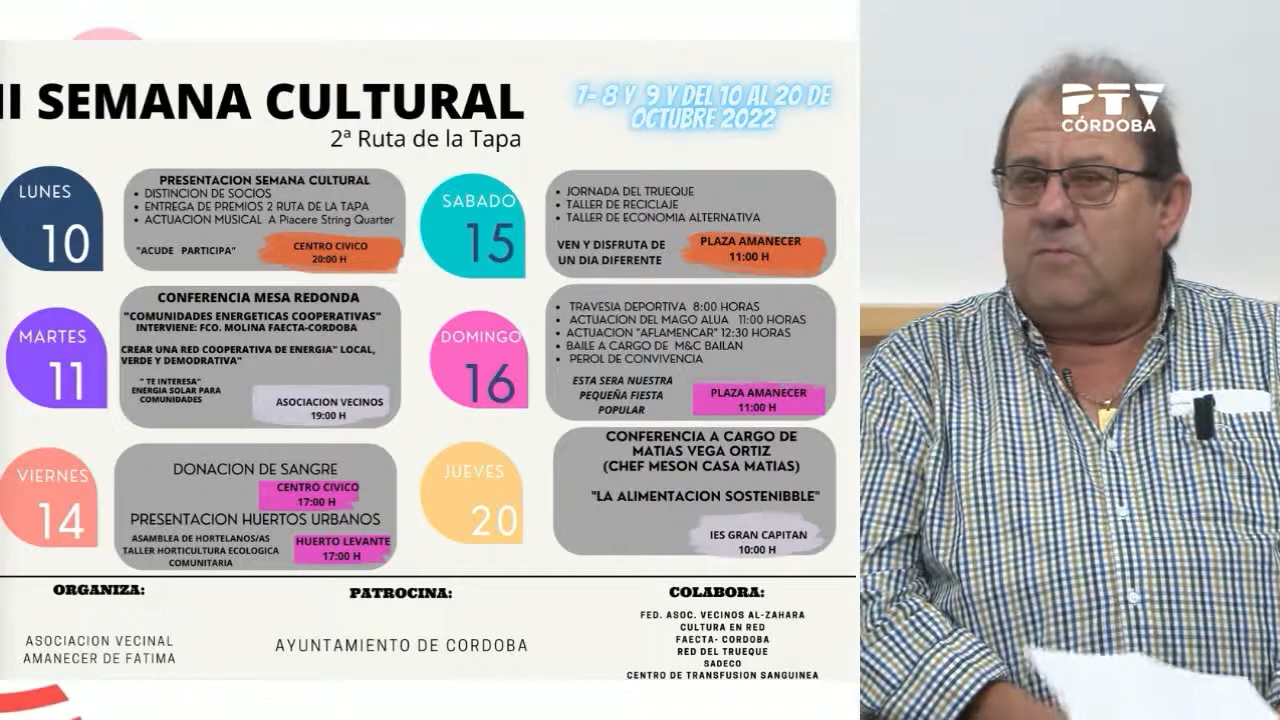 II SEMANA CULTURAL
2ª Ruta de la Tapa
7- 8 Y 9 Y DEL 10 AL 20 DE
OCTUBRE 2022
LUNES
10
PRESENTACION SEMANA CULTURAL
• DISTINCION DE SOCIOS
• ENTREGA DE PREMIOS 2 RUTA DE LA TAPA
• ACTUACION MUSICAL A Piacere String Quarter
"ACUDE PARTICIPA"
CENTRO CIVICO
20:00 H
MARTES
11
CONFERENCIA MESA REDONDA
"COMUNIDADES ENERGETICAS COOPERATIVAS"
INTERVIENE: FCO. MOLINA FAECTA-CORDOBA
CREAR UNA RED COOPERATIVA DE ENERGIA" LOCAL,
VERDE Y DEMODRATIVA"
" TE INTERESA"
ENERGIA SOLAR PARA
COMUNIDADES
ASOCIACION VECINOS
19:00 H
VIERNES
14
DONACION DE SANGRE
CENTRO CIVICO
17:00 H
PRESENTACION HUERTOS URBANOS
ASAMBLEA DE HORTELANOS/AS
TALLER HORTICULTURA ECOLOGICA
COMUNITARIA
HUERTO LEVANTE
17:00 H
SABADO
15
• JORNADA DEL TRUEQUE
• TALLER DE RECICLAJE
• TALLER DE ECONOMIA ALTERNATIVA
VEN Y DISFRUTA DE
UN DIA DIFERENTE
PLAZA AMANECER
11:00 H
DOMINGO
16
• TRAVESIA DEPORTIVA 8:00 HORAS
• ACTUACION DEL MAGO ALUA 11:00 HORAS
• ACTUACION "AFLAMENCAR" 12:30 HORAS
• BAILE A CARGO DE M&C BAILAN
• PEROL DE CONVIVENCIA
ESTA SERA NUESTRA
PEQUEÑA FIESTA
POPULAR
PLAZA AMANECER
11:00 H
JUEVES
20
CONFERENCIA A CARGO DE
MATIAS VEGA ORTIZ
(CHEF MESON CASA MATIAS)
"LA ALIMENTACION SOSTENIBBLE"
IES GRAN CAPITAN
10:00 H
ORGANIZA:
ASOCIACION VECINAL
AMANECER DE FATIMA
PATROCINA:
AYUNTAMIENTO DE CORDOBA
COLABORA:
FED. ASOC. VECINOS AL-ZAHARA
CULTURA EN RED
FAECTA- CORDOBA
RED DEL TRUEQUE
SADECO
CENTRO DE TRANSFUSION SANGUINEA
PTV
CÓRDOBA